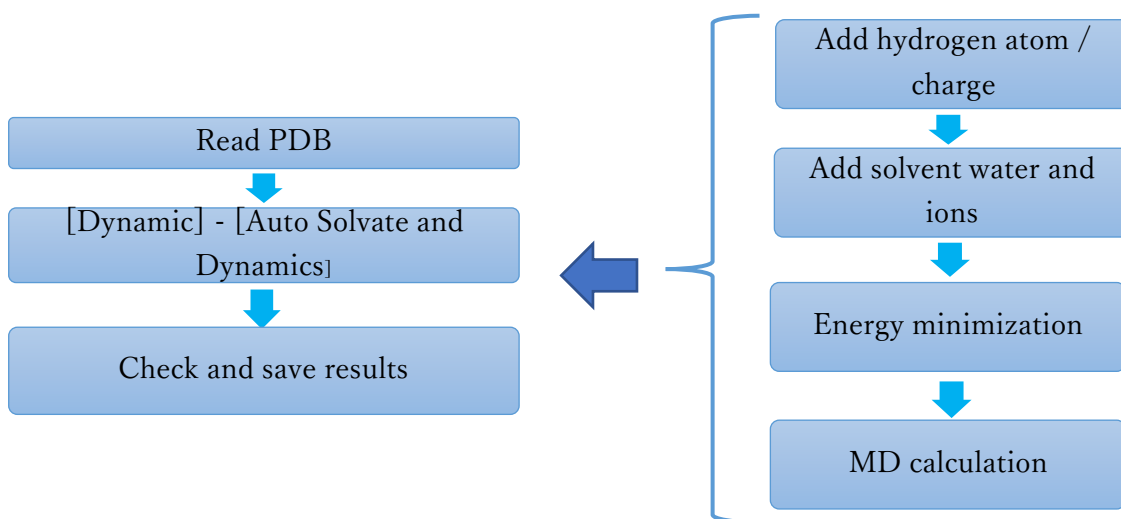 Read PDB
[Dynamic] - [Auto Solvate and
Dynamics]
Check and save results
Add hydrogen atom /
charge
Add solvent water and
ions
Energy minimization
MD calculation